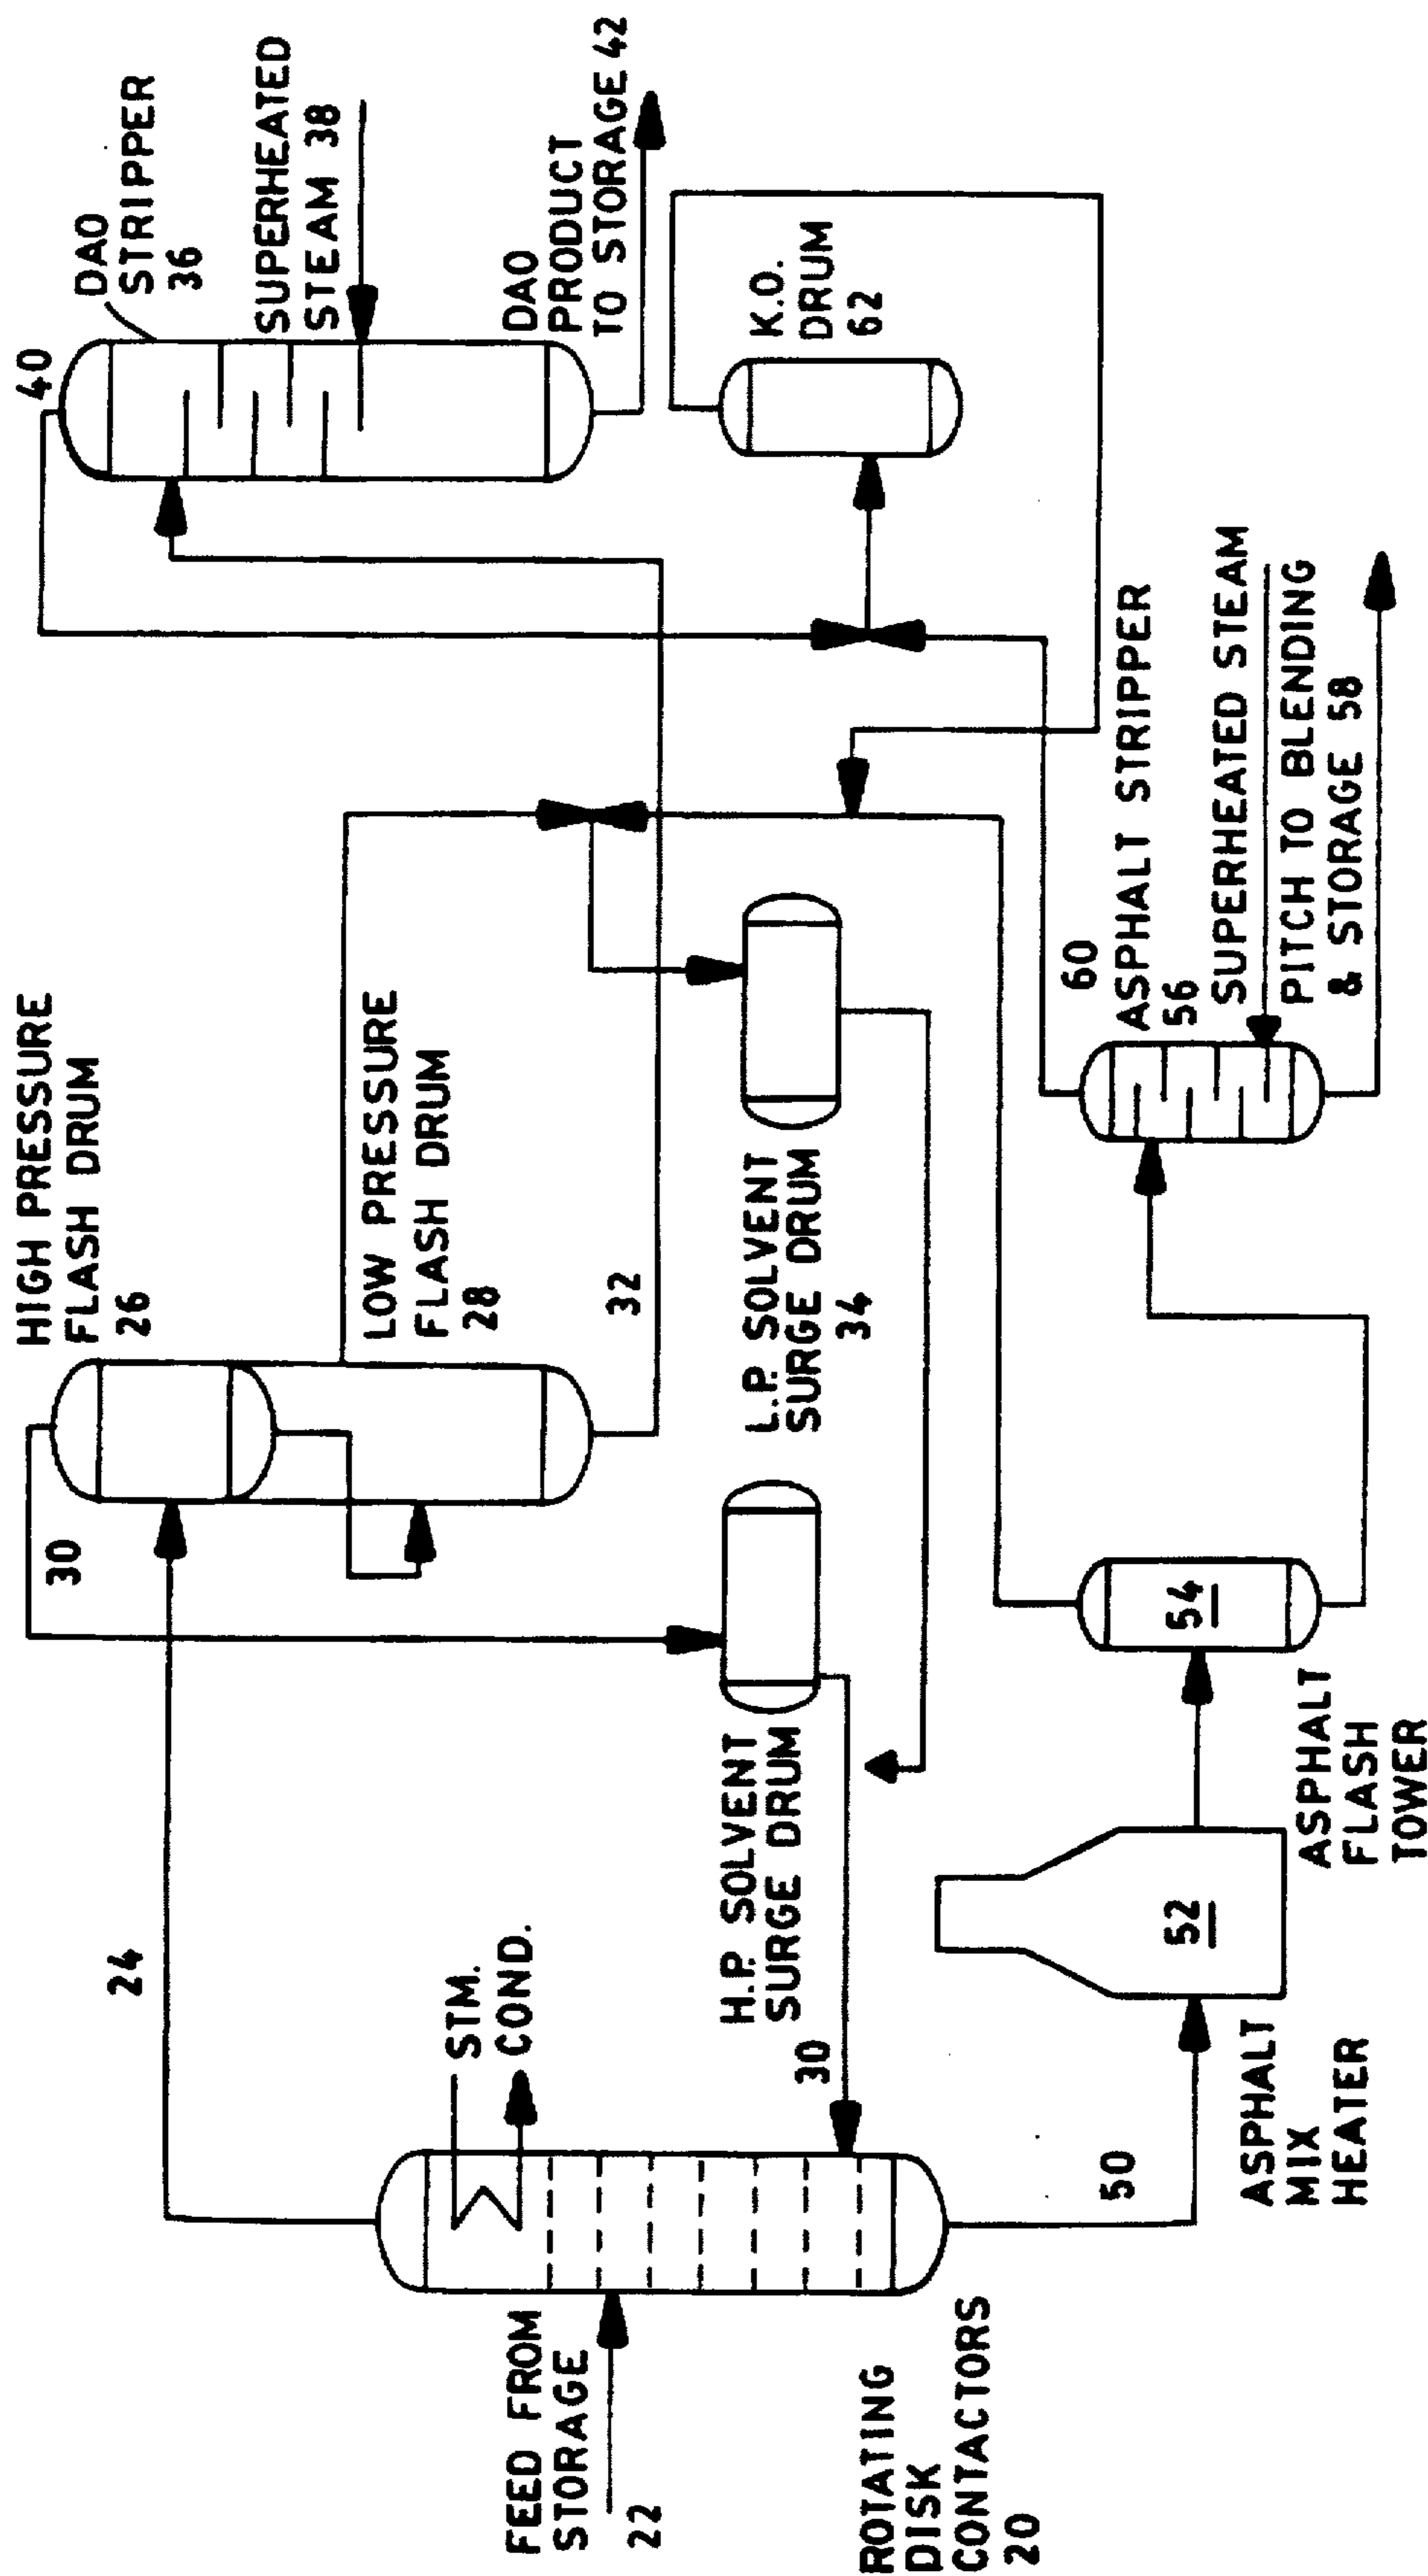 HIGH PRESSURE
FLASH DRUM
26
40
DAO
STRIPPER
36
SUPERHEATED
STEAM 38
DAO
PRODUCT
TO STORAGE 42
30
24
LOW PRESSURE
FLASH DRUM
28
32
STM.
COND.
FEED FROM
STORAGE
22
H.P. SOLVENT
SURGE DRUM
30
L.P. SOLVENT
SURGE DRUM
34
K.O.
DRUM
62
ROTATING
DISK
CONTACTORS
20
50
ASPHALT
MIX
HEATER
52
54
ASPHALT
FLASH
TOWER
60
ASPHALT STRIPPER
56
SUPERHEATED STEAM
PITCH TO BLENDING
& STORAGE 58